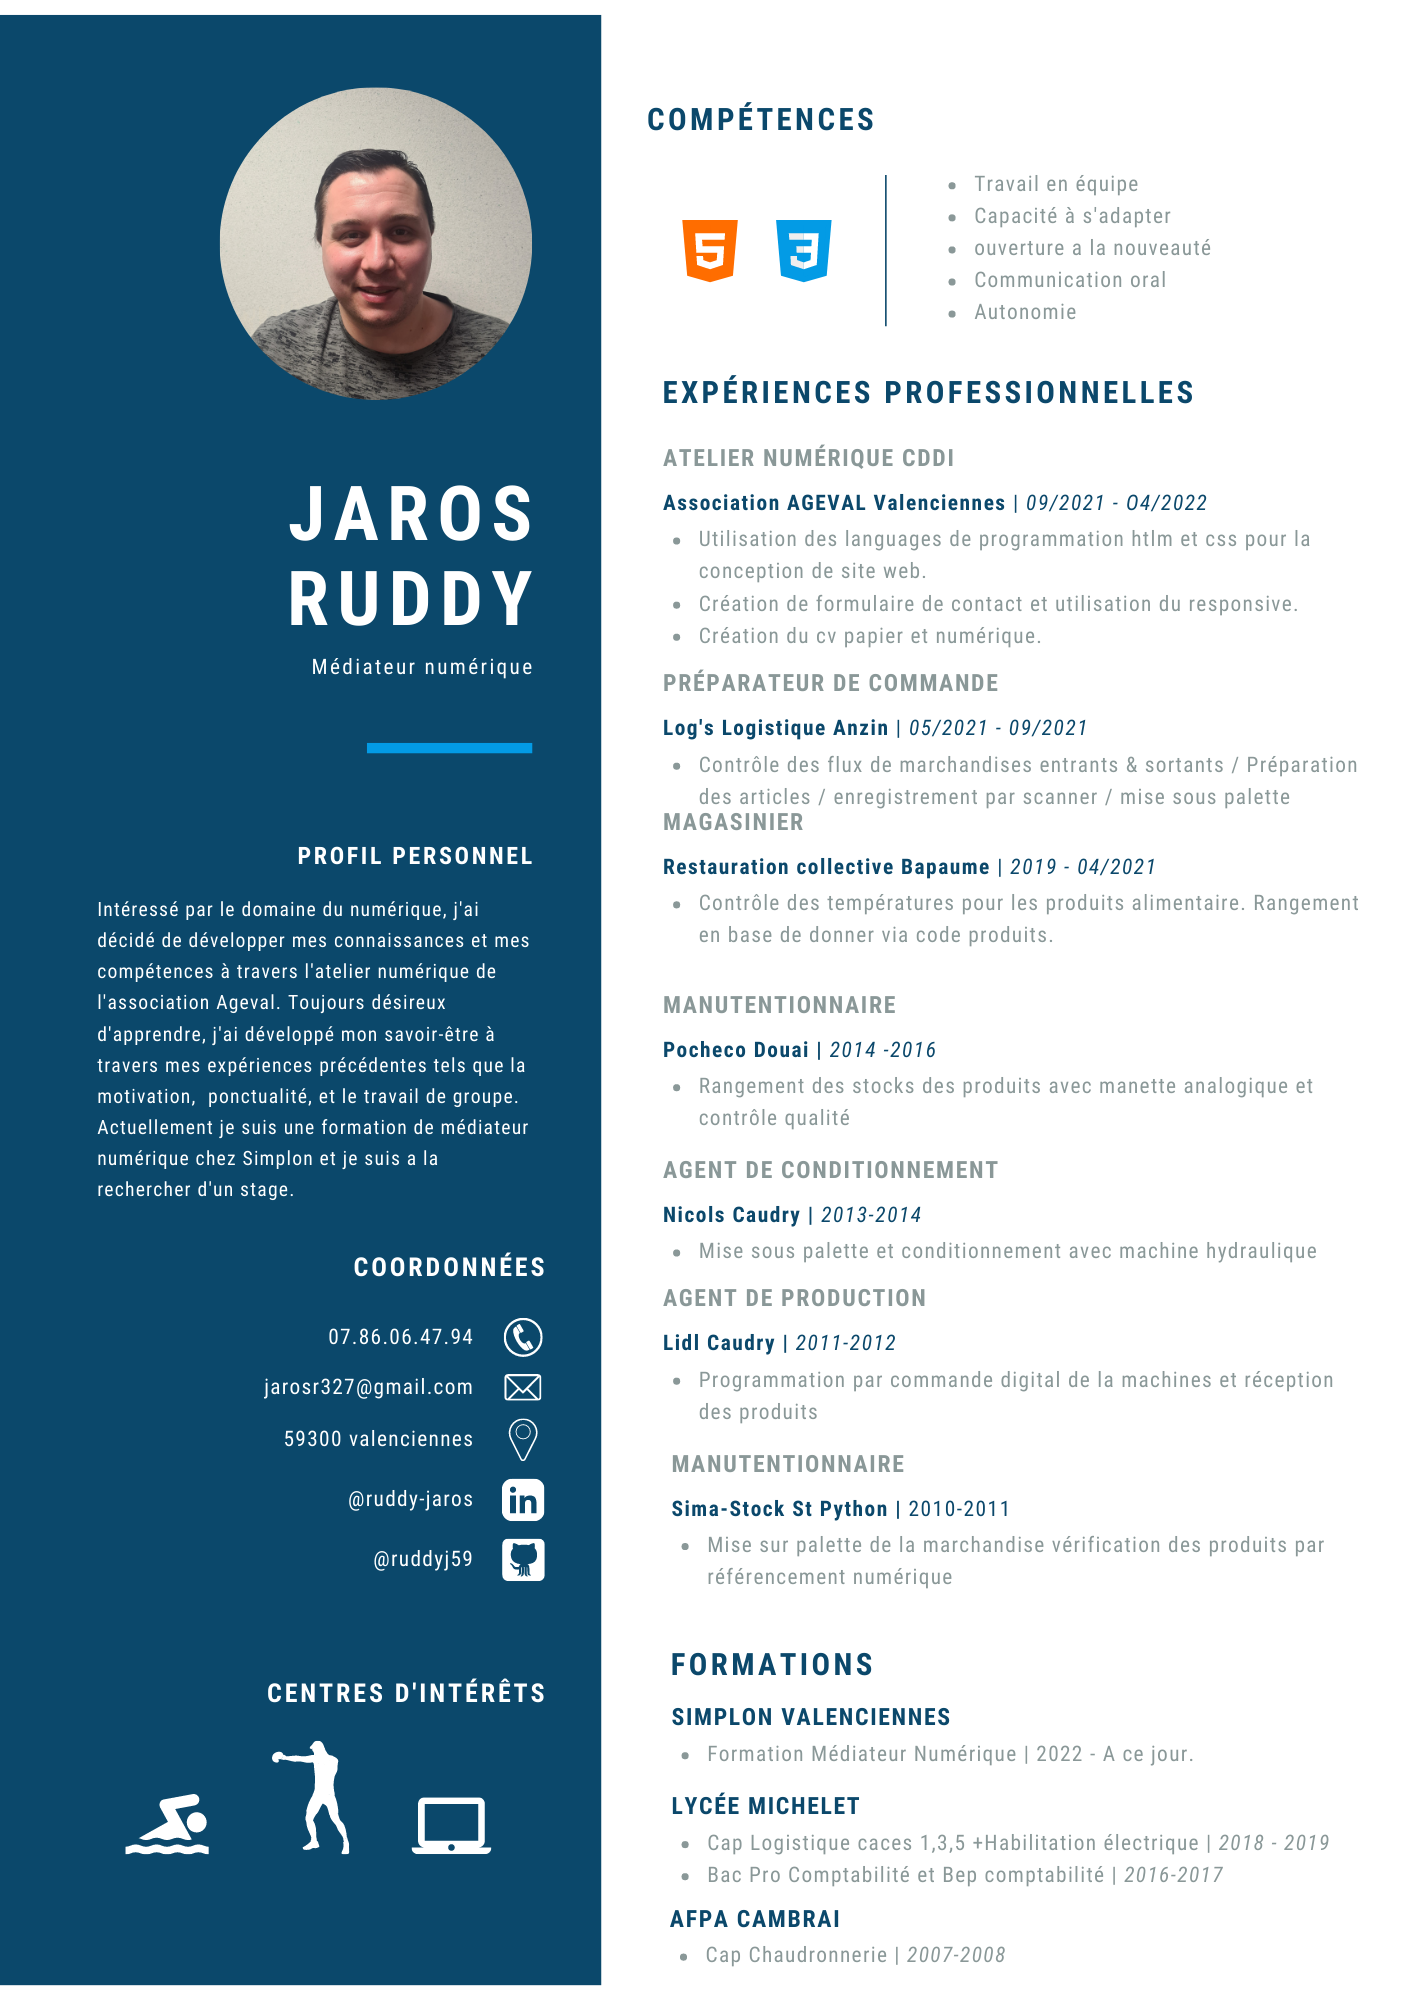 JAROS
RUDDY
Médiateur numérique
PROFIL PERSONNEL
Intéressé par le domaine du numérique, j'ai
décidé de développer mes connaissances et mes
compétences à travers l'atelier numérique de
l'association Ageval. Toujours désireux
d'apprendre, j'ai développé mon savoir-être à
travers mes expériences précédentes tels que la
motivation,  ponctualité, et le travail de groupe.
Actuellement je suis une formation de médiateur
numérique chez Simplon et je suis a la
rechercher d'un stage.
COORDONNÉES
07.86.06.47.94
jarosr327@gmail.com
59300 valenciennes
@ruddy-jaros
in
@ruddyj59
CENTRES D'INTÉRÊTS
COMPÉTENCES
5 3
Travail en équipe
Capacité à s'adapter
ouverture a la nouveauté
Communication oral
Autonomie
EXPÉRIENCES PROFESSIONNELLES
ATELIER NUMÉRIQUE CDDI
Association AGEVAL Valenciennes | 09/2021 - O4/2022
Utilisation des languages de programmation htlm et css pour la
conception de site web.
Création de formulaire de contact et utilisation du responsive.
Création du cv papier et numérique.
PRÉPARATEUR DE COMMANDE
Log's Logistique Anzin | 05/2021 - 09/2021
Contrôle des flux de marchandises entrants & sortants / Préparation
des articles / enregistrement par scanner / mise sous palette
MAGASINIER
Restauration collective Bapaume | 2019 - 04/2021
Contrôle des températures pour les produits alimentaire. Rangement
en base de donner via code produits.
MANUTENTIONNAIRE
Pocheco Douai | 2014 -2016
Rangement des stocks des produits avec manette analogique et
contrôle qualité
AGENT DE CONDITIONNEMENT
Nicols Caudry | 2013-2014
Mise sous palette et conditionnement avec machine hydraulique
AGENT DE PRODUCTION
Lidl Caudry | 2011-2012
Programmation par commande digital de la machines et réception
des produits
MANUTENTIONNAIRE
Sima-Stock St Python | 2010-2011
Mise sur palette de la marchandise vérification des produits par
référencement numérique
FORMATIONS
SIMPLON VALENCIENNES
Formation Médiateur Numérique | 2022 - A ce jour.
LYCÉE MICHELET
Cap Logistique caces 1,3,5 +Habilitation électrique | 2018 - 2019
Bac Pro Comptabilité et Bep comptabilité | 2016-2017
AFPA CAMBRAI
Cap Chaudronnerie | 2007-2008